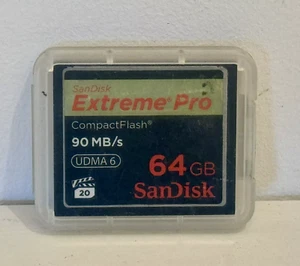 SanDisk
Extreme Pro
CompactFlash®
90 MB/s
UDMA 6
64 GB
20
SanDisk